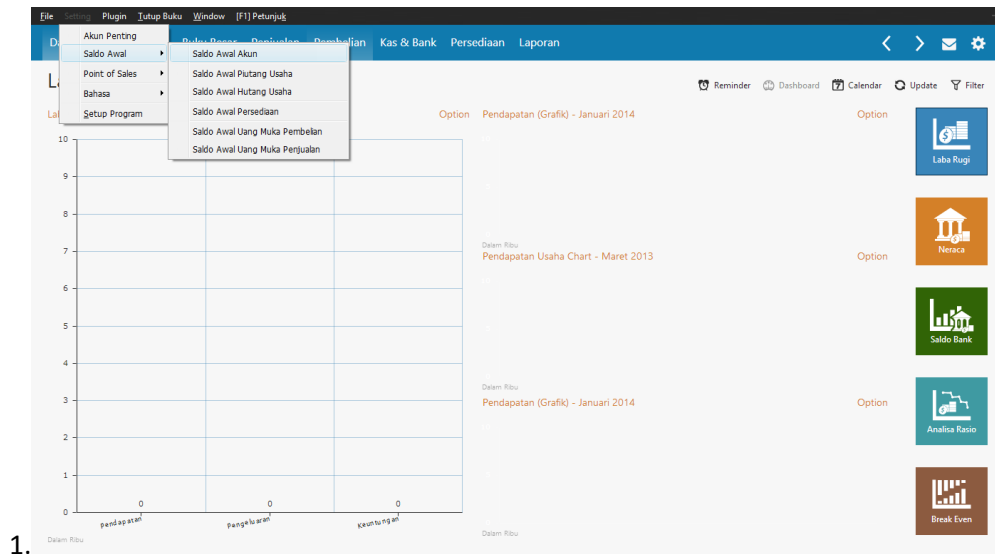 File Setting Plugin Tutup Buku Window [F1] Petunjuk
Kas & Bank Persediaan Laporan
Akun Penting
Saldo Awal
Point of Sales
Bahasa
Setup Program
Saldo Awal Akun
Saldo Awal Piutang Usaha
Saldo Awal Hutang Usaha
Saldo Awal Persediaan
Saldo Awal Uang Muka Pembelian
Saldo Awal Uang Muka Penjualan
Reminder Dashboard Calendar Update Filter
Option
10
9
8
7
6
5
4
3
2
1
0
0 0 0
Pendapatan Pengeluaran Keuntungan
Dalam Ribu
Pendapatan (Grafik) - Januari 2014 Option
Dalam Ribu
Pendapatan Usaha Chart - Maret 2013 Option
Dalam Ribu
Pendapatan (Grafik) - Januari 2014 Option
Dalam Ribu
Laba Rugi
Neraca
Saldo Bank
Analisa Rasio
Break Even
1.